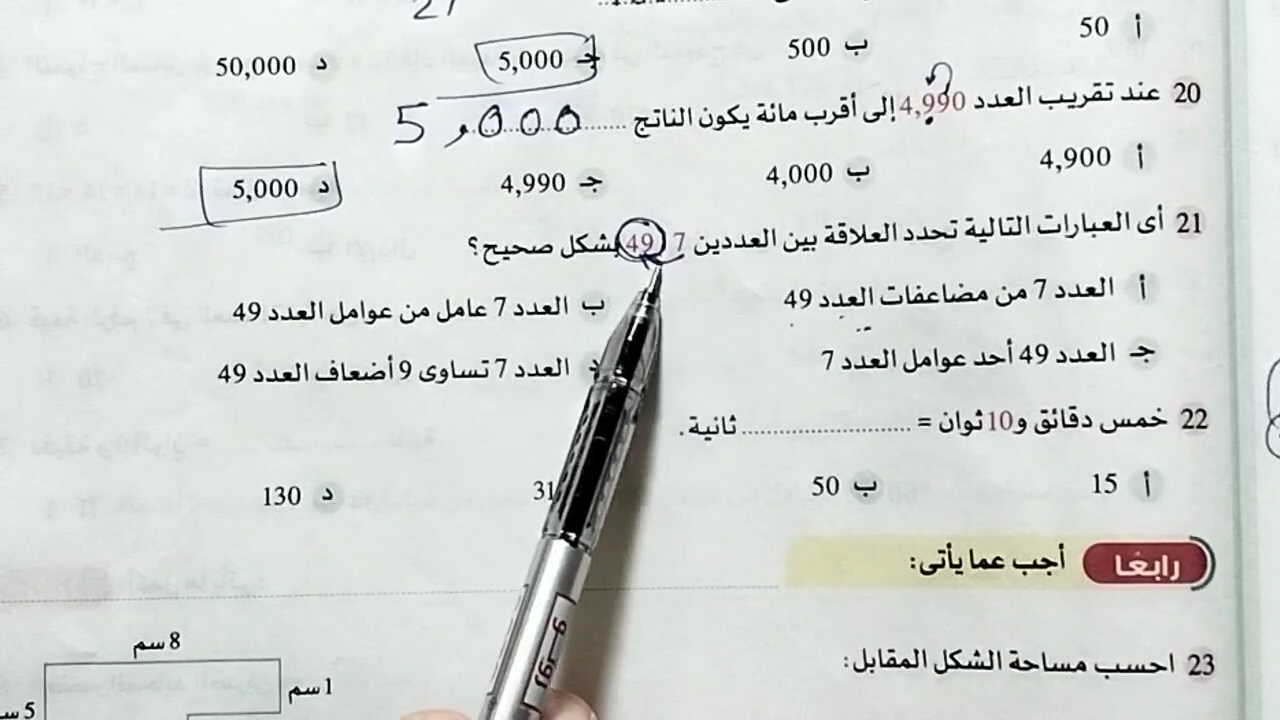 أ 50 ب 500 جـ 5,000 د 50,000
20 عند تقريب العدد 4,990 إلى أقرب مائة يكون الناتج ............
5,000
أ 4,900 ب 4,000 جـ 4,990 د 5,000
21 أى العبارات التالية تحدد العلاقة بين العددين 7 ، 49 بشكل صحيح؟
أ العدد 7 من مضاعفات العدد 49 ب العدد 7 عامل من عوامل العدد 49
جـ العدد 49 أحد عوامل العدد 7 د العدد 7 تساوى 9 أضعاف العدد 49
22 خمس دقائق و10 ثوان = ............ ثانية.
أ 15 ب 50 31 د 130
رابعًا أجب عما يأتى:
23 احسب مساحة الشكل المقابل:
8 سم
1 سم
5 سم